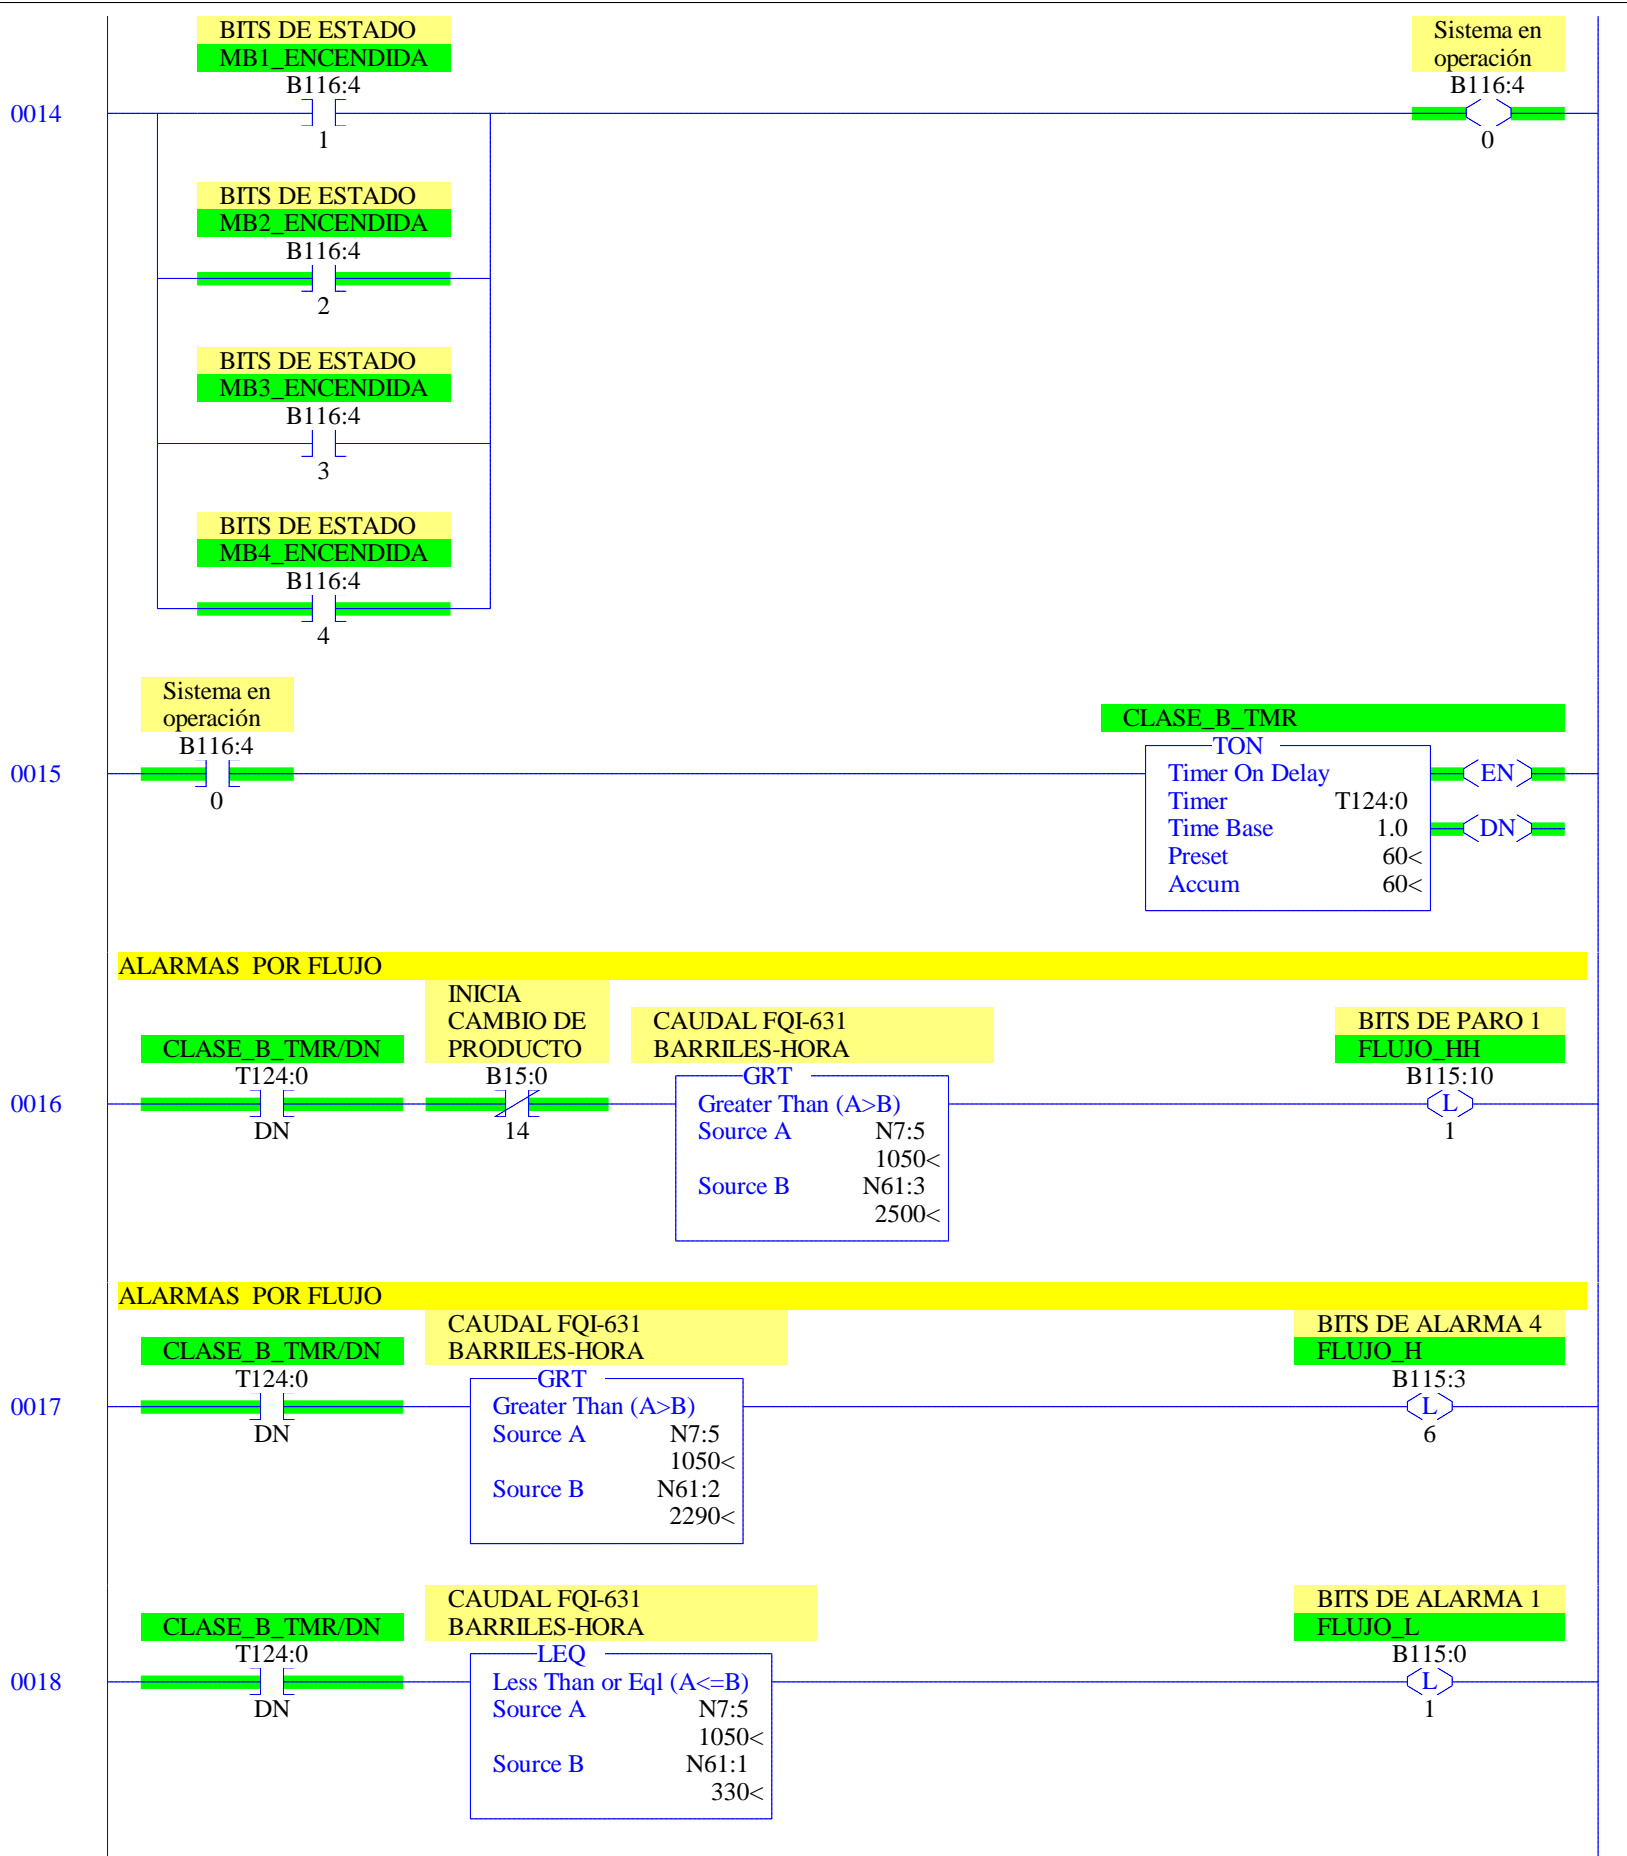 BITS DE ESTADO
MB1_ENCENDIDA
B116:4
1
Sistema en
operación
B116:4
0
0014
BITS DE ESTADO
MB2_ENCENDIDA
B116:4
2
BITS DE ESTADO
MB3_ENCENDIDA
B116:4
3
BITS DE ESTADO
MB4_ENCENDIDA
B116:4
4
Sistema en
operación
B116:4
0
0015
CLASE_B_TMR
TON
Timer On Delay
Timer T124:0
Time Base 1.0
Preset 60<
Accum 60<
EN
DN
ALARMAS POR FLUJO
0016
CLASE_B_TMR/DN
T124:0
DN
INICIA
CAMBIO DE
PRODUCTO
B15:0
14
CAUDAL FQI-631
BARRILES-HORA
GRT
Greater Than (A>B)
Source A N7:5
1050<
Source B N61:3
2500<
BITS DE PARO 1
FLUJO_HH
B115:10
L
1
ALARMAS POR FLUJO
0017
CLASE_B_TMR/DN
T124:0
DN
CAUDAL FQI-631
BARRILES-HORA
GRT
Greater Than (A>B)
Source A N7:5
1050<
Source B N61:2
2290<
BITS DE ALARMA 4
FLUJO_H
B115:3
L
6
0018
CLASE_B_TMR/DN
T124:0
DN
CAUDAL FQI-631
BARRILES-HORA
LEQ
Less Than or Eql (A<=B)
Source A N7:5
1050<
Source B N61:1
330<
BITS DE ALARMA 1
FLUJO_L
B115:0
L
1